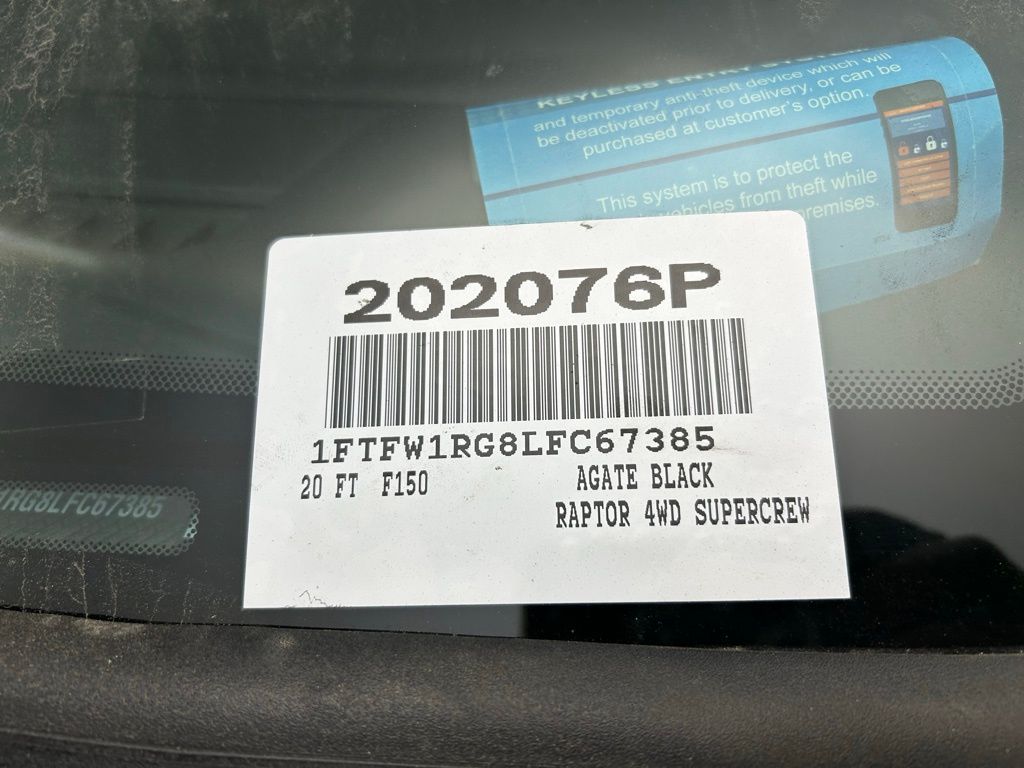 KEYLESS ENTRY
and temporary anti-theft device which will
be deactivated prior to delivery, or can be
purchased at customer's option.
This system is to protect the
vehicles from theft while
premises.
202076P
1FTFW1RG8LFC67385
20 FT F150
AGATE BLACK
RAPTOR 4WD SUPERCREW
RG8LFC67385